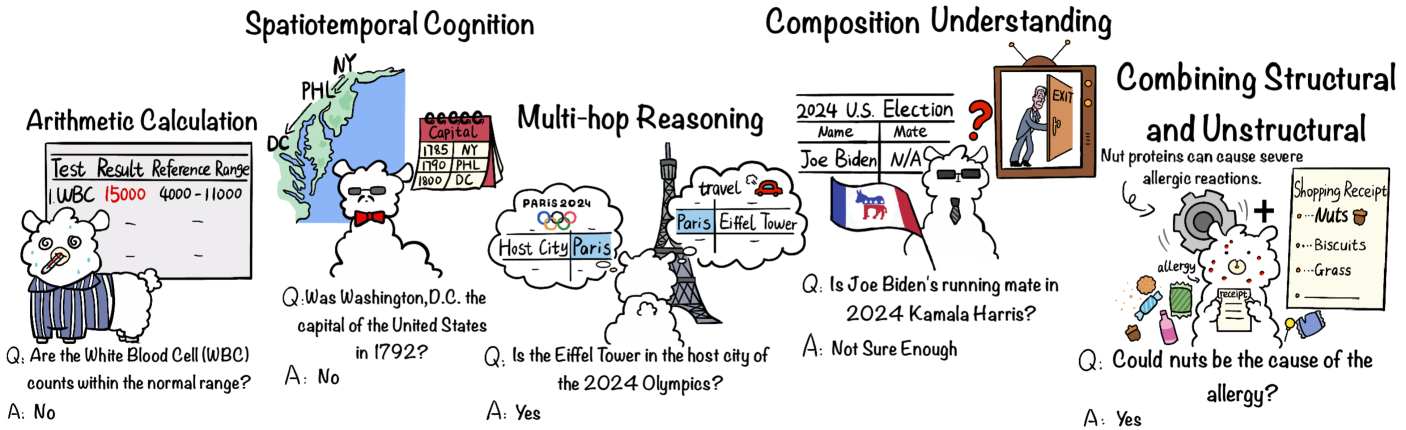 Arithmetic Calculation
Test Result Reference Range
1. WBC 15000 4000-11000
Q: Are the White Blood Cell (WBC)
counts within the normal range?
A: No
Spatiotemporal Cognition
NY
PHL
DC
Capital
1785 NY
1790 PHL
1800 DC
Q: Was Washington, D.C. the
capital of the United States
in 1792?
A: No
Multi-hop Reasoning
PARIS 2024
Host City Paris
travel
Paris Eiffel Tower
Q: Is the Eiffel Tower in the host city of
the 2024 Olympics?
A: Yes
Composition Understanding
2024 U.S. Election
Name Mate
Joe Biden N/A
?
EXIT
Q: Is Joe Biden's running mate in
2024 Kamala Harris?
A: Not Sure Enough
Combining Structural
and Unstructural
Nut proteins can cause severe
allergic reactions.
+
Shopping Receipt
Nuts
Biscuits
Grass
allergy
receipt
Q: Could nuts be the cause of the
allergy?
A: Yes